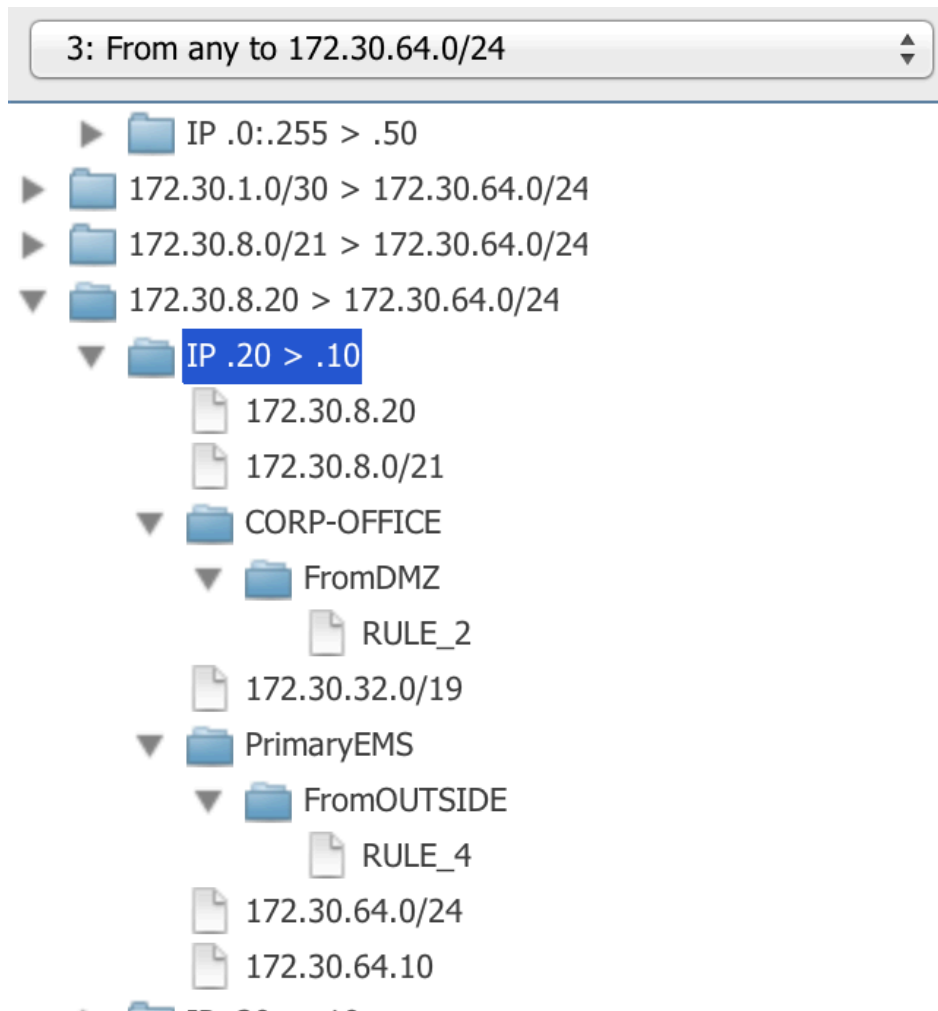 3: From any to 172.30.64.0/24
IP .0:.255 > .50
172.30.1.0/30 > 172.30.64.0/24
172.30.8.0/21 > 172.30.64.0/24
172.30.8.20 > 172.30.64.0/24
IP .20 > .10
172.30.8.20
172.30.8.0/21
CORP-OFFICE
FromDMZ
RULE_2
172.30.32.0/19
PrimaryEMS
FromOUTSIDE
RULE_4
172.30.64.0/24
172.30.64.10